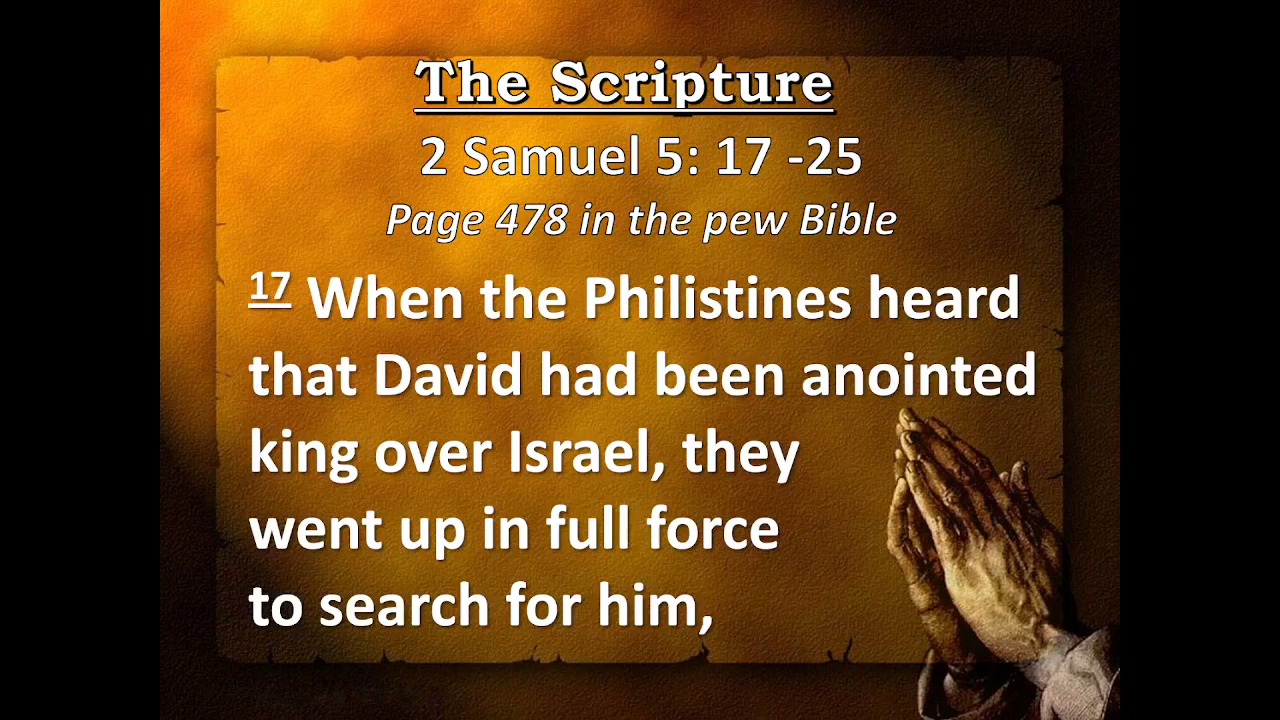 The Scripture
2 Samuel 5: 17 -25
Page 478 in the pew Bible
17 When the Philistines heard
that David had been anointed
king over Israel, they
went up in full force
to search for him,